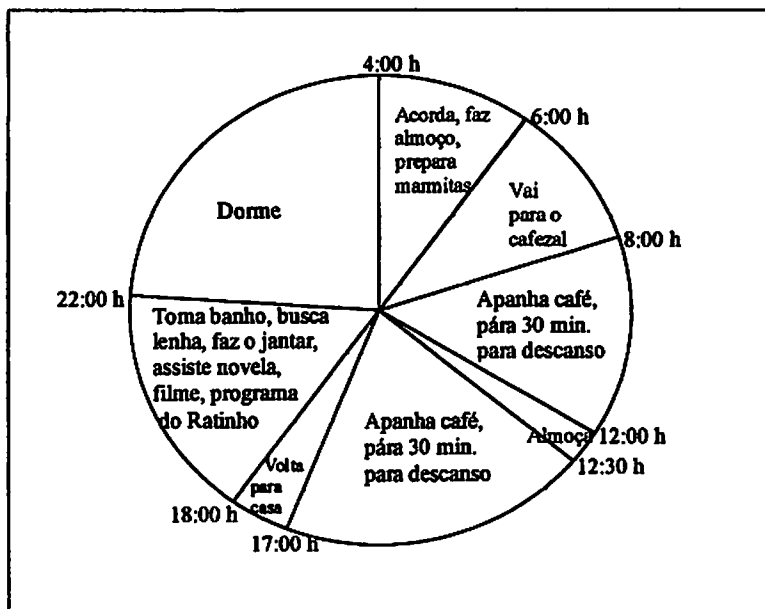 4:00 h
Acorda, faz
almoço,
prepara
marmitas
6:00 h
Vai
para o
cafezal
8:00 h
Apanha café,
pára 30 min.
para descanso
12:00 h
Almoça
12:30 h
Apanha café,
pára 30 min.
para descanso
17:00 h
Volta
para
casa
18:00 h
Toma banho, busca
lenha, faz o jantar,
assiste novela,
filme, programa
do Ratinho
22:00 h
Dorme